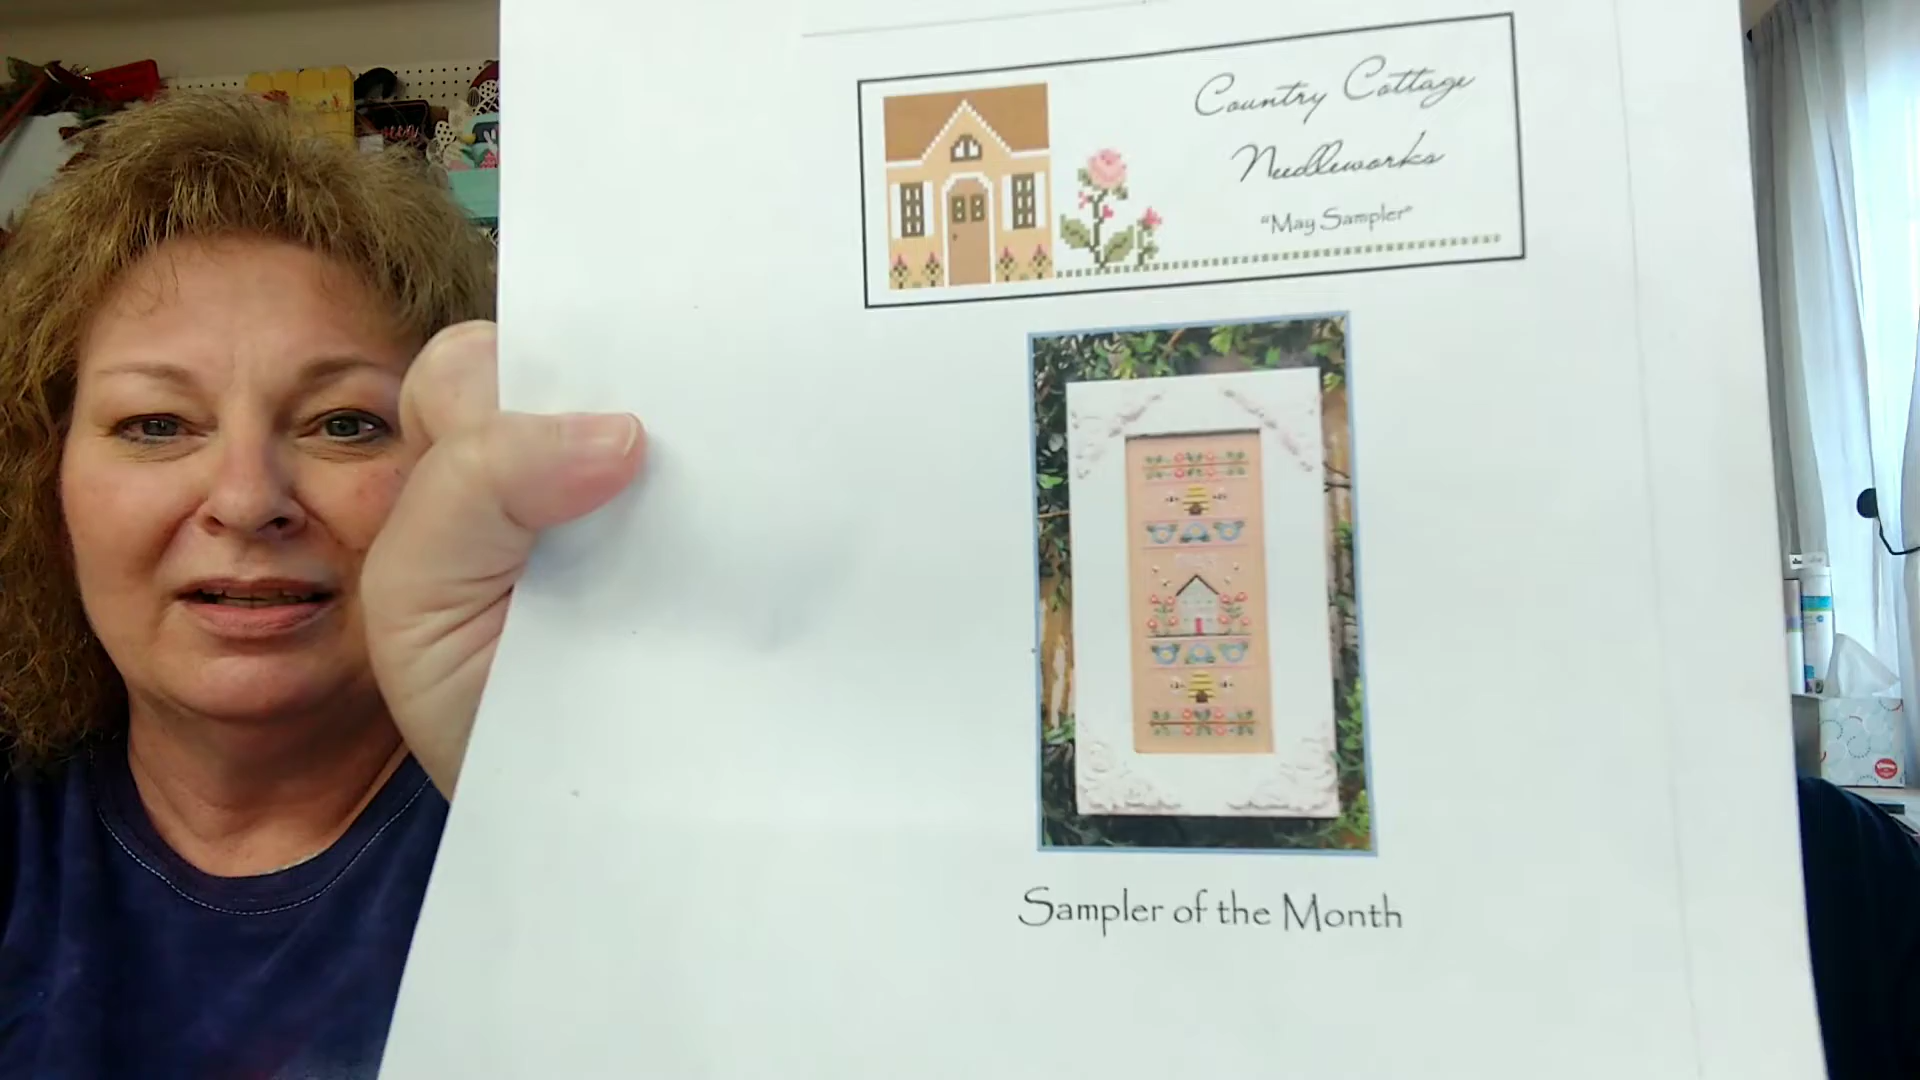 Country Cottage
Needleworks
"May Sampler"
Sampler of the Month